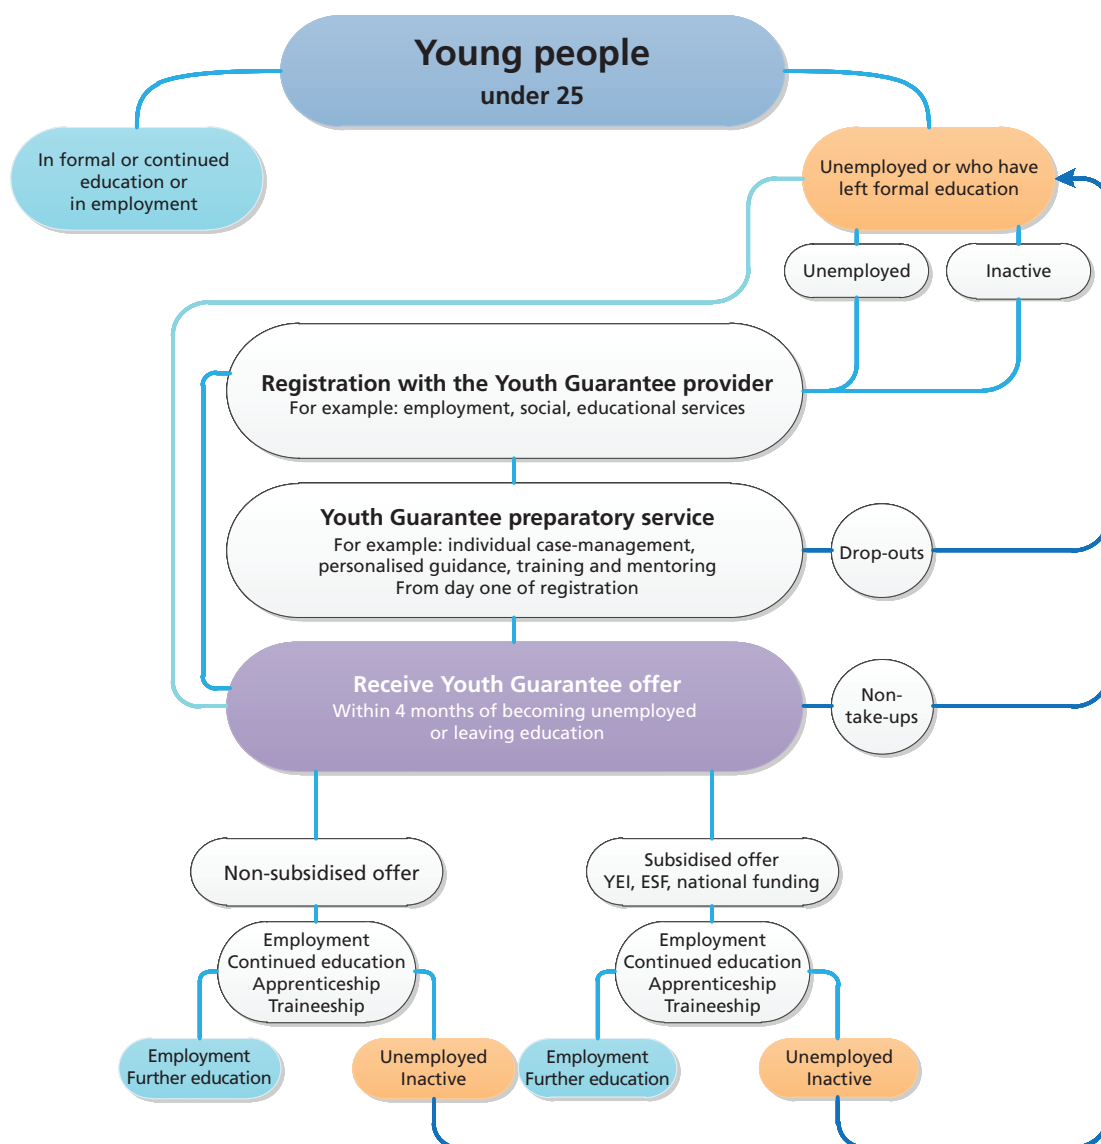 Young people
under 25
In formal or continued
education or
in employment
Unemployed or who have
left formal education
Unemployed
Inactive
Registration with the Youth Guarantee provider
For example: employment, social, educational services
Youth Guarantee preparatory service
For example: individual case-management,
personalised guidance, training and mentoring
From day one of registration
Drop-outs
Receive Youth Guarantee offer
Within 4 months of becoming unemployed
or leaving education
Non-
take-ups
Non-subsidised offer
Subsidised offer
YEI, ESF, national funding
Employment
Continued education
Apprenticeship
Traineeship
Employment
Continued education
Apprenticeship
Traineeship
Employment
Further education
Unemployed
Inactive
Employment
Further education
Unemployed
Inactive